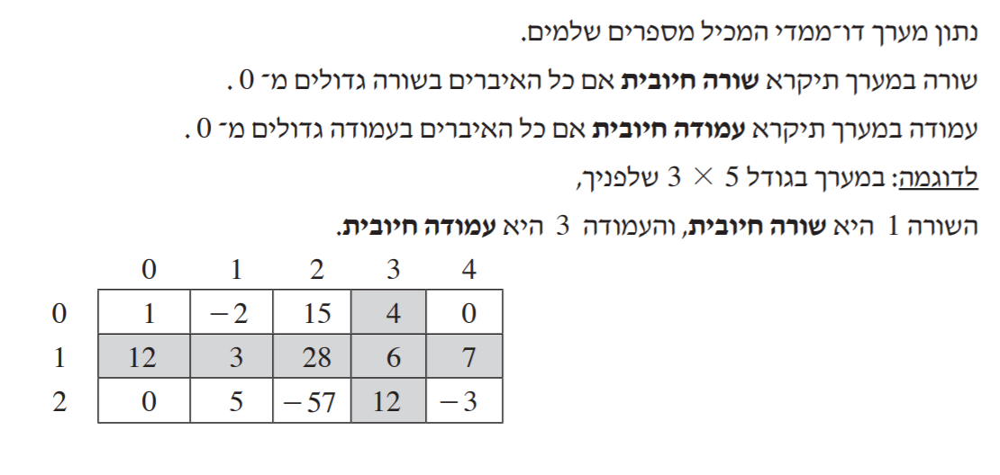 נתון מערך דו־ממדי המכיל מספרים שלמים.
שורה במערך תיקרא שורה חיובית אם כל האיברים בשורה גדולים מ־ 0 .
עמודה במערך תיקרא עמודה חיובית אם כל האיברים בעמודה גדולים מ־ 0 .
לדוגמה: במערך בגודל 5 × 3 שלפניך,
השורה 1 היא שורה חיובית, והעמודה 3 היא עמודה חיובית.
0 1 2 3 4
0 1 −2 15 4 0
1 12 3 28 6 7
2 0 5 −57 12 −3